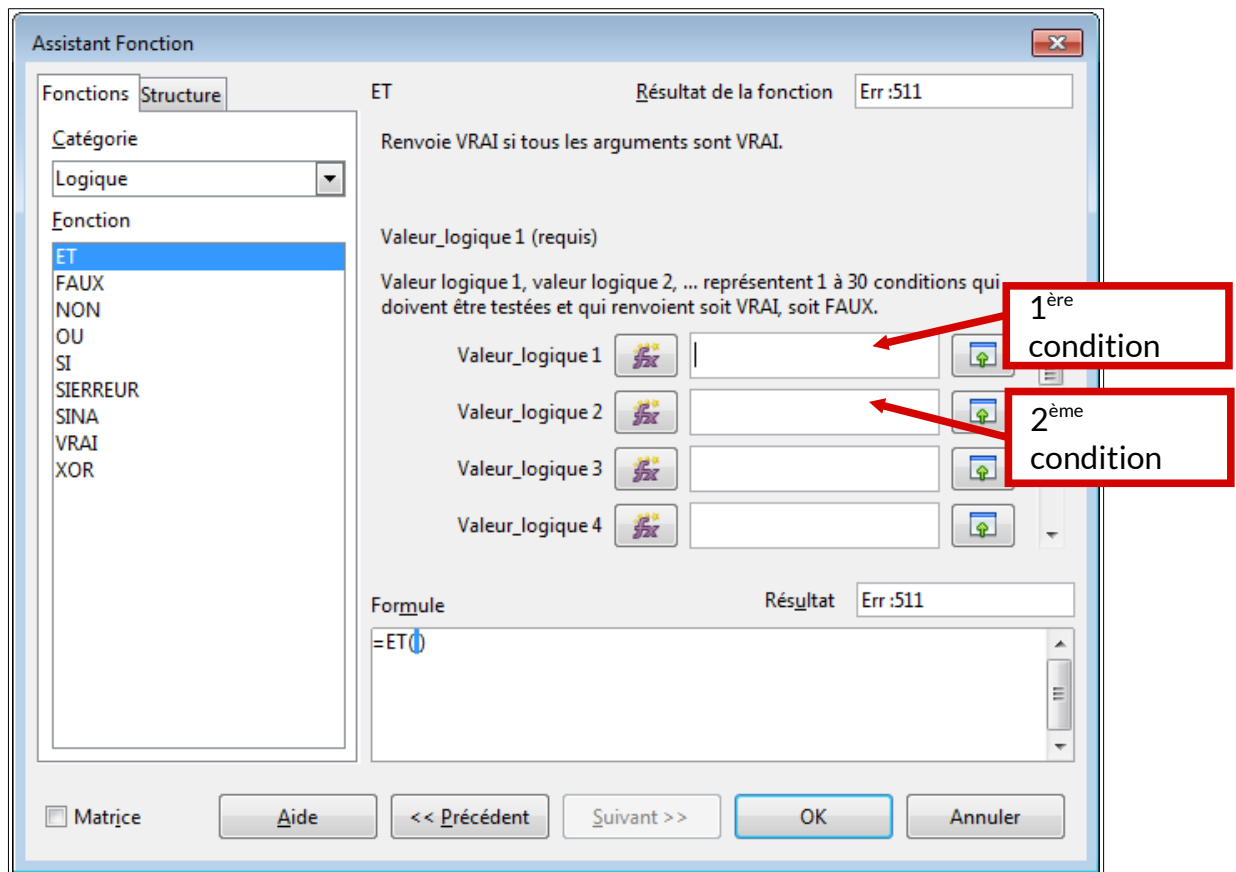 Assistant Fonction
Fonctions Structure
ET
Résultat de la fonction Err :511
Catégorie
Logique
Fonction
ET
FAUX
NON
OU
SI
SIERREUR
SINA
VRAI
XOR
Renvoie VRAI si tous les arguments sont VRAI.
Valeur_logique 1 (requis)
Valeur logique 1, valeur logique 2, ... représentent 1 à 30 conditions qui
doivent être testées et qui renvoient soit VRAI, soit FAUX.
Valeur_logique 1
Valeur_logique 2
Valeur_logique 3
Valeur_logique 4
1ère
condition
2ème
condition
Formule
Résultat Err :511
=ET()
Matrice
Aide
<< Précédent
Suivant >>
OK
Annuler